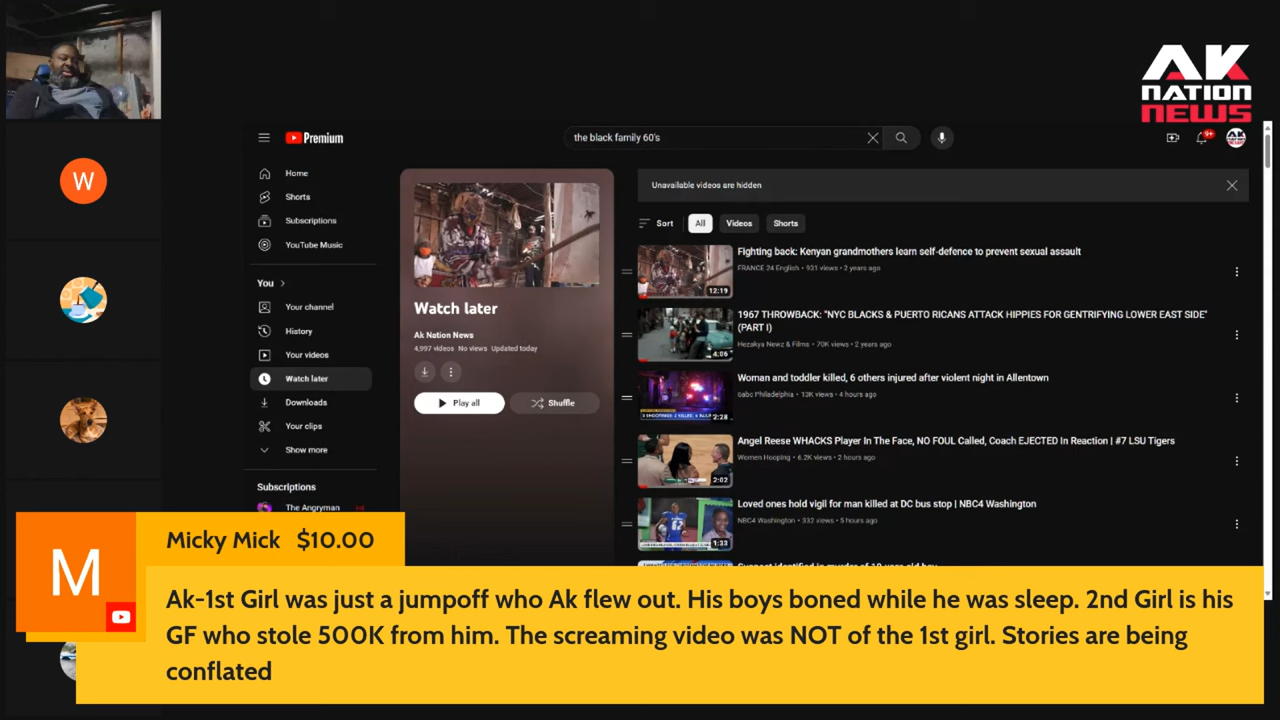 AK
NATION
NEWS
Premium
the black family 60's
9+
W
Home
Shorts
Subscriptions
YouTube Music
You
Your channel
History
Your videos
Watch later
Downloads
Your clips
Show more
Subscriptions
The Angryman
Watch later
Ak Nation News
4,997 videos No views Updated today
Play all
Shuffle
Unavailable videos are hidden
Sort
All
Videos
Shorts
12:19
Fighting back: Kenyan grandmothers learn self-defence to prevent sexual assault
FRANCE 24 English • 931 views • 2 years ago
4:06
1967 THROWBACK: "NYC BLACKS & PUERTO RICANS ATTACK HIPPIES FOR GENTRIFYING LOWER EAST SIDE"
(PART I)
Hezakya Newz & Films • 70K views • 2 years ago
2:28
Woman and toddler killed, 6 others injured after violent night in Allentown
6abc Philadelphia • 13K views • 4 hours ago
2:02
Angel Reese WHACKS Player In The Face, NO FOUL Called, Coach EJECTED In Reaction | #7 LSU Tigers
Women Hooping • 6.2K views • 2 hours ago
1:33
Loved ones hold vigil for man killed at DC bus stop | NBC4 Washington
NBC4 Washington • 332 views • 5 hours ago
M
Micky Mick $10.00
Ak-1st Girl was just a jumpoff who Ak flew out. His boys boned while he was sleep. 2nd Girl is his
GF who stole 500K from him. The screaming video was NOT of the 1st girl. Stories are being
conflated